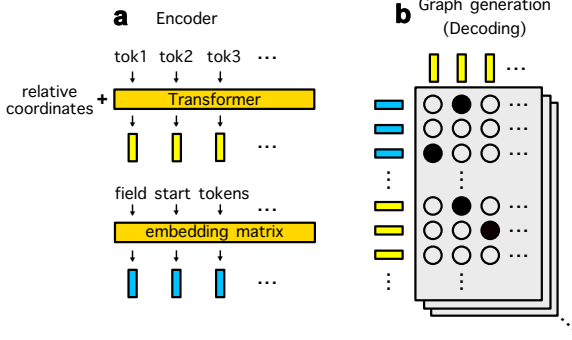 a Encoder
tok1 tok2 tok3 ...
relative
coordinates +
Transformer
...
field start tokens
...
embedding matrix
...
b Graph generation
(Decoding)
...
...
...
...
...
...
...